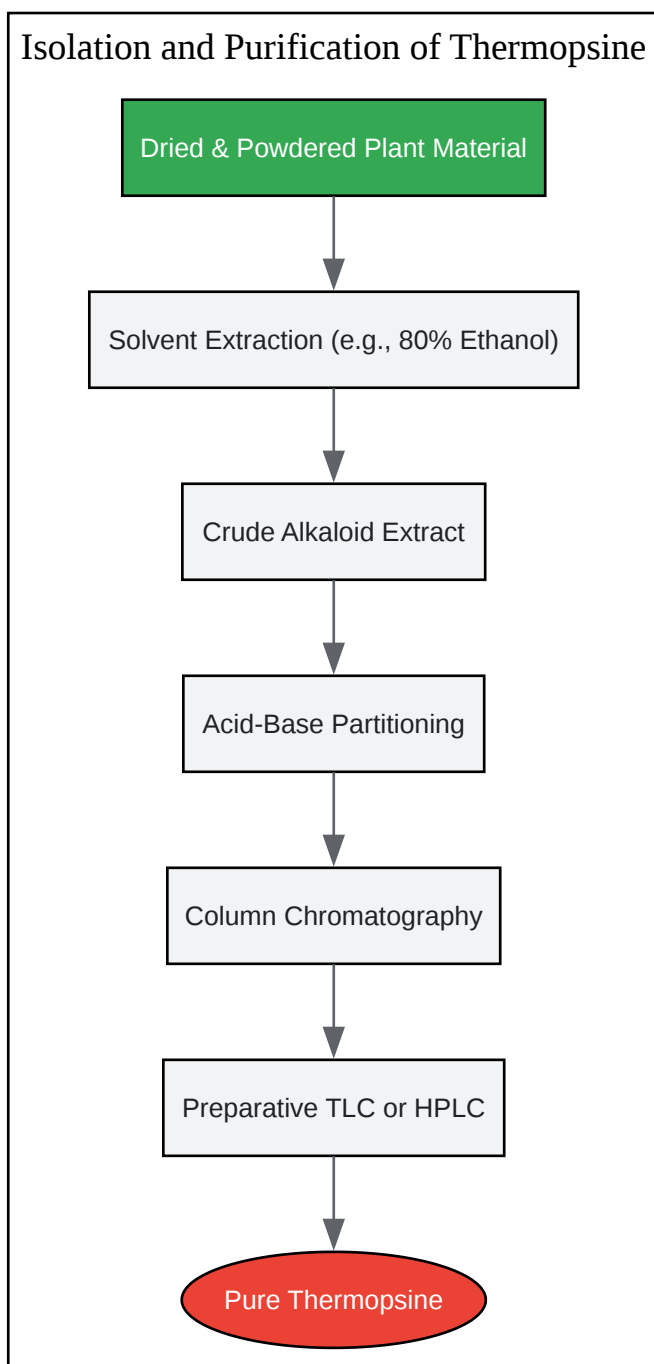 Isolation and Purification of Thermopsine
Dried & Powdered Plant Material
Solvent Extraction (e.g., 80% Ethanol)
Crude Alkaloid Extract
Acid-Base Partitioning
Column Chromatography
Preparative TLC or HPLC
Pure Thermopsine